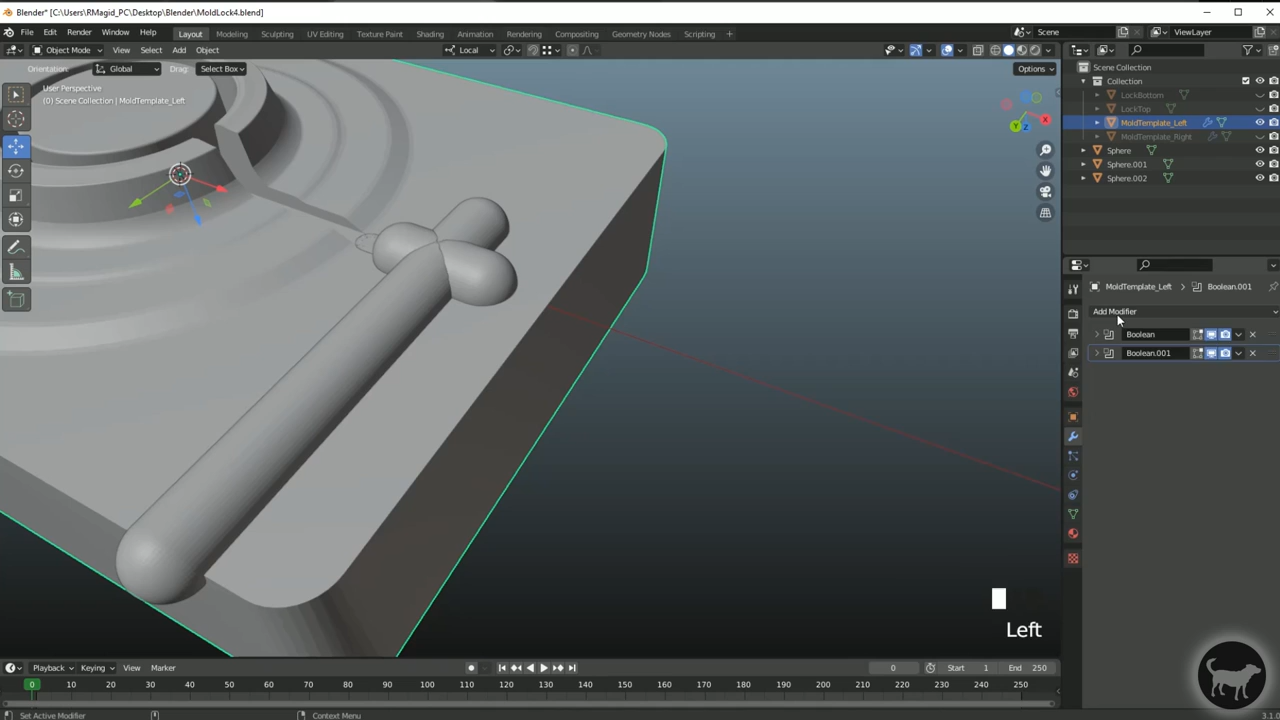 Blender* [C:\Users\RMagid_PC\Desktop\Blender\MoldLock4.blend]
File Edit Render Window Help Layout Modeling Sculpting UV Editing Texture Paint Shading Animation Rendering Compositing Geometry Nodes Scripting + Scene ViewLayer
Object Mode View Select Add Object Local
Orientation: Global Drag: Select Box Options
User Perspective
(0) Scene Collection | MoldTemplate_Left
X
Y
Z
Scene Collection
Collection
LockBottom
LockTop
MoldTemplate_Left
MoldTemplate_Right
Sphere
Sphere.001
Sphere.002
MoldTemplate_Left > Boolean.001
Add Modifier
Boolean
Boolean.001
Left
Playback Keying View Marker 0 Start 1 End 250
0 10 20 30 40 50 60 70 80 90 100 110 120 130 140 150 160 170 180 190 200 210 220 230 240 250
Set Active Modifier Context Menu 3.1.0